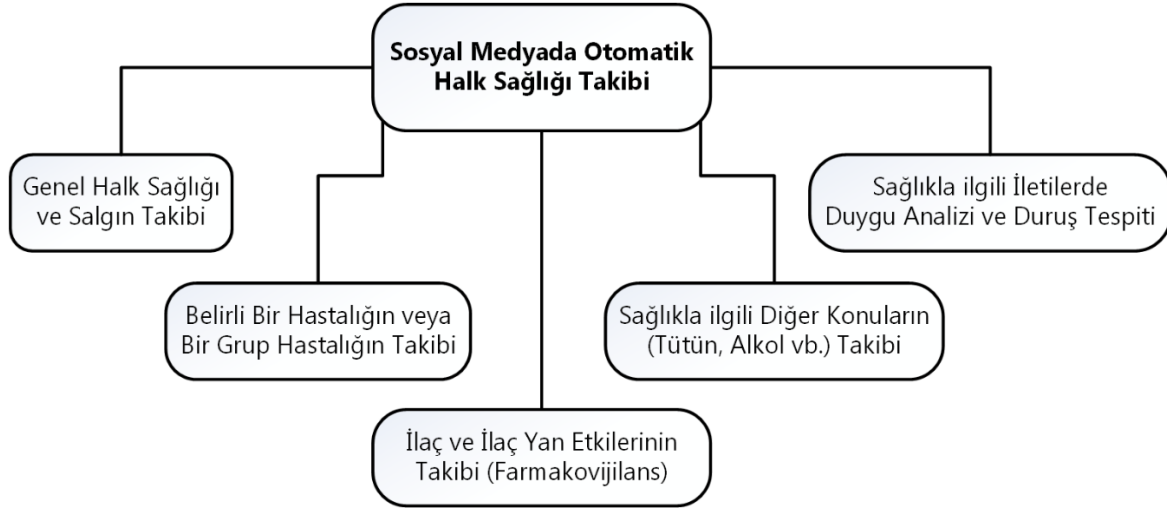 Sosyal Medyada Otomatik
Halk Sağlığı Takibi
Genel Halk Sağlığı
ve Salgın Takibi
Sağlıkla ilgili İletilerde
Duygu Analizi ve Duruş Tespiti
Belirli Bir Hastalığın veya
Bir Grup Hastalığın Takibi
Sağlıkla ilgili Diğer Konuların
(Tütün, Alkol vb.) Takibi
İlaç ve İlaç Yan Etkilerinin
Takibi (Farmakovijilans)